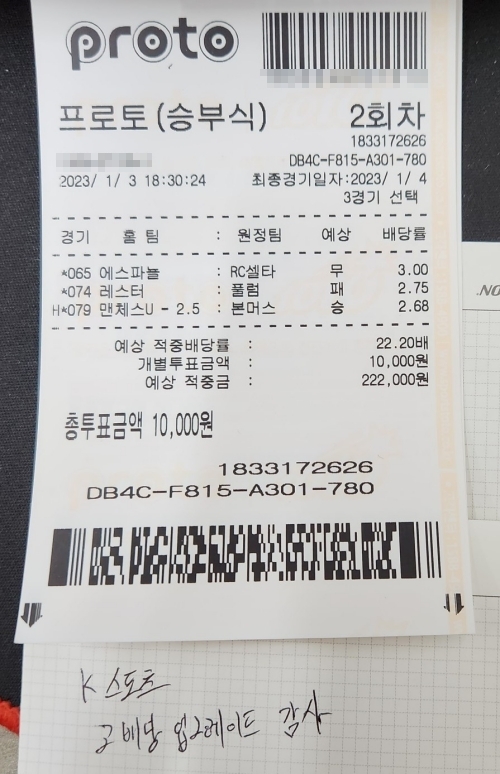 proto
프로토(승부식) 2회차
1833172626
DB4C-F815-A301-780
2023/ 1/ 3 18:30:24 최종경기일자:2023/ 1/ 4
3경기 선택
경기 홈 팀 : 원정팀 예상 배당률
*065 에스파뇰 : RC셀타 무 3.00
*074 레스터 : 풀럼 패 2.75
H*079 맨체스U - 2.5 : 본머스 승 2.68
예상 적중배당률 : 22.20배
개별투표금액 : 10,000원
예상 적중금 : 222,000원
총투표금액 10,000원
1833172626
DB4C-F815-A301-780
K 스포츠
고배당 업그레이드 감사